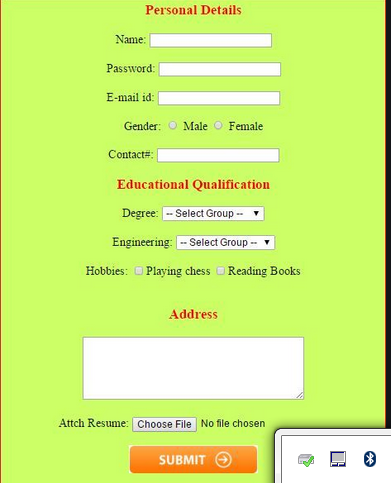 Personal Details
Name:
Password:
E-mail id:
Gender: Male Female
Contact#:
Educational Qualification
Degree: -- Select Group --
Engineering: -- Select Group --
Hobbies: Playing chess Reading Books
Address
Attch Resume: Choose File No file chosen
SUBMIT